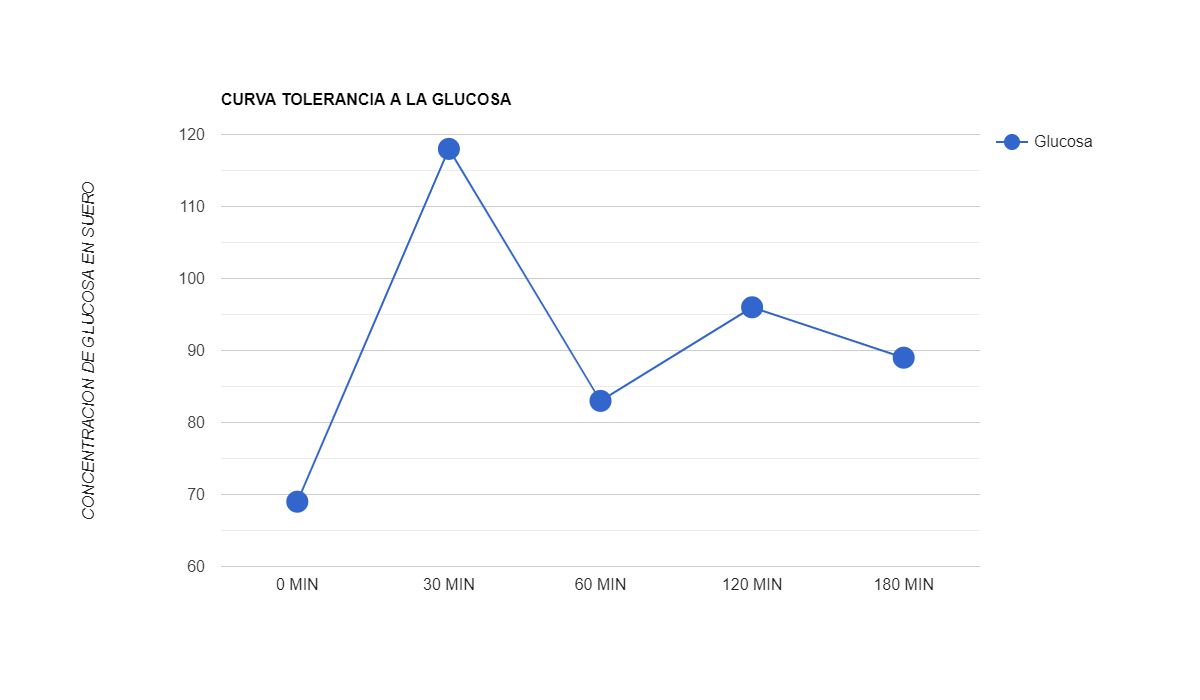 CURVA TOLERANCIA A LA GLUCOSA
Glucosa
CONCENTRACION DE GLUCOSA EN SUERO
120
110
100
90
80
70
60
0 MIN
30 MIN
60 MIN
120 MIN
180 MIN